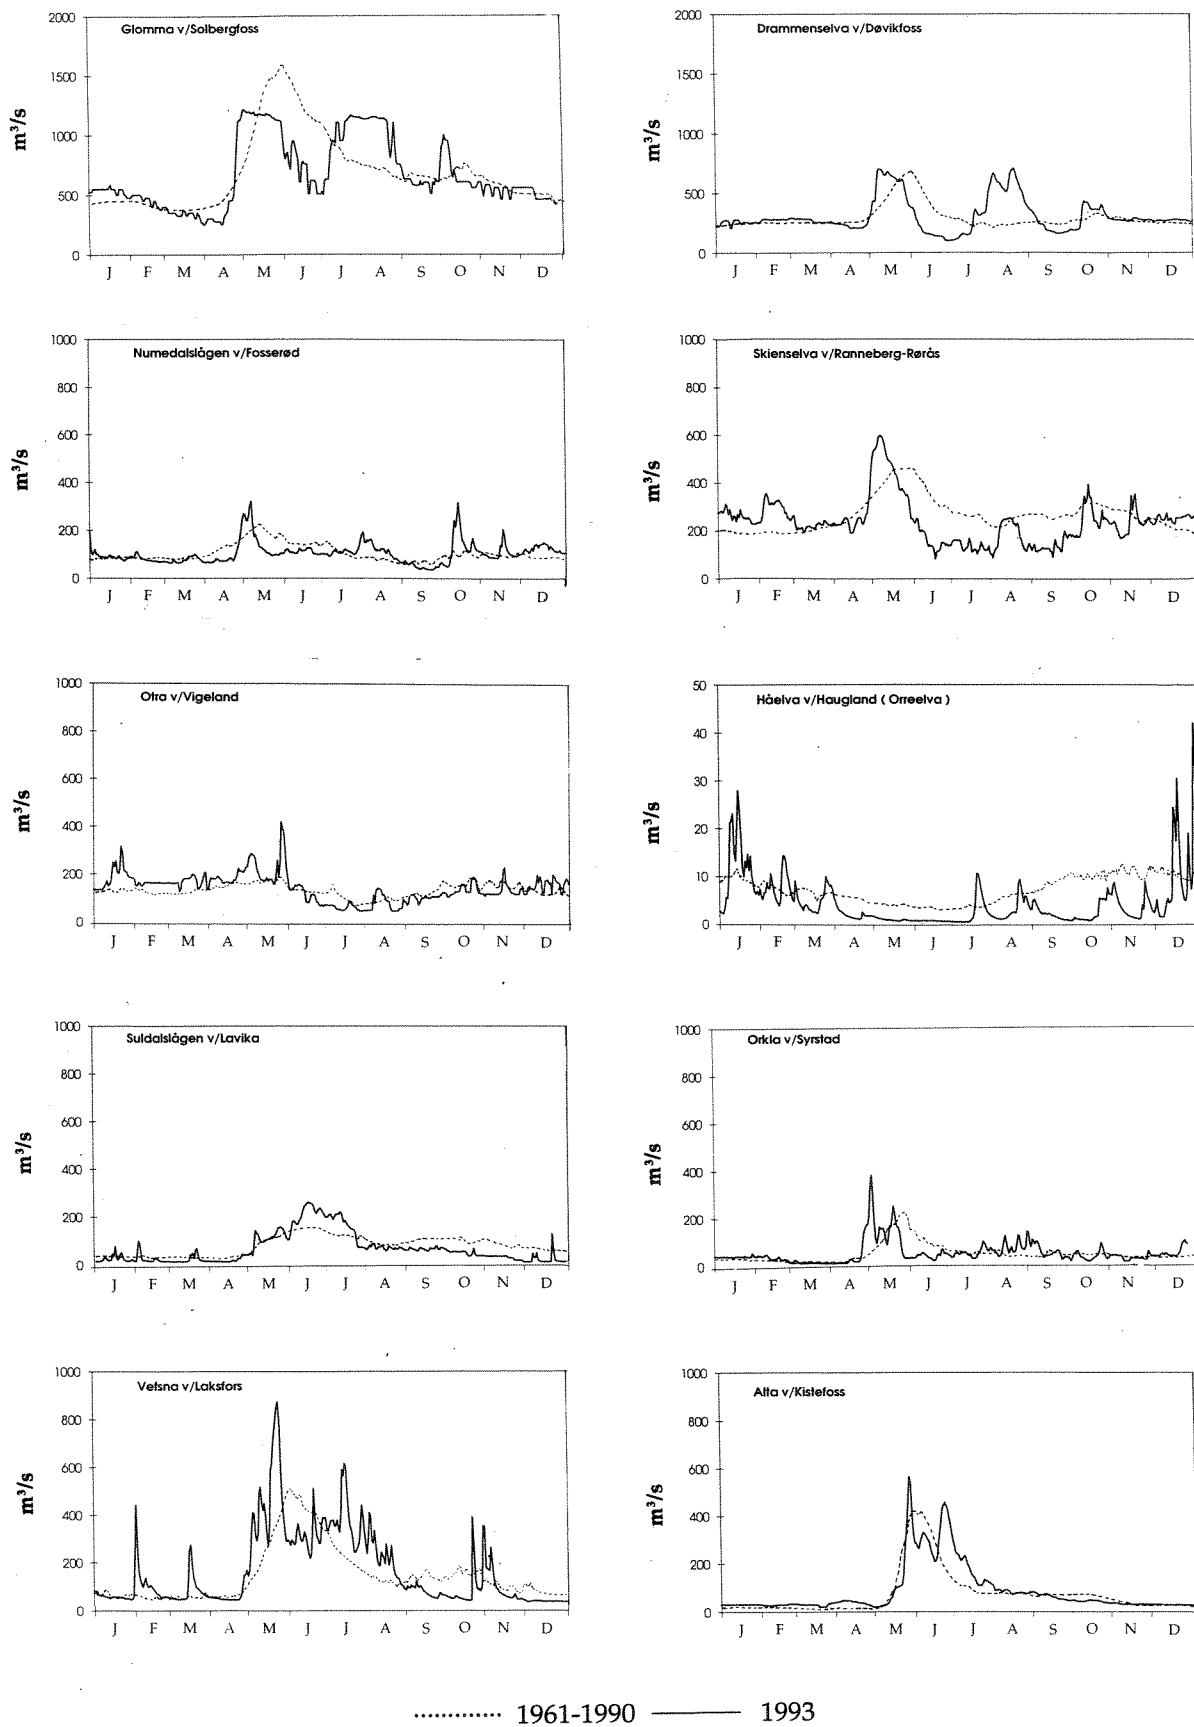 Glomma v/Solbergfoss
2000
1500
1000
500
0
m³/s
J F M A M J J A S O N D
Drammenselva v/Døvikfoss
2000
1500
1000
500
0
m³/s
J F M A M J J A S O N D
Numedalslågen v/Fosserød
1000
800
600
400
200
0
m³/s
J F M A M J J A S O N D
Skienselva v/Ranneberg-Rørås
1000
800
600
400
200
0
m³/s
J F M A M J J A S O N D
Otra v/Vigeland
1000
800
600
400
200
0
m³/s
J F M A M J J A S O N D
Håelva v/Haugland ( Orreelva )
50
40
30
20
10
0
m³/s
J F M A M J J A S O N D
Suldalslågen v/Lavika
1000
800
600
400
200
0
m³/s
J F M A M J J A S O N D
Orkla v/Syrstad
1000
800
600
400
200
0
m³/s
J F M A M J J A S O N D
Vefsna v/Laksfors
1000
800
600
400
200
0
m³/s
J F M A M J J A S O N D
Alta v/Kistefoss
1000
800
600
400
200
0
m³/s
J F M A M J J A S O N D
1961-1990 1993